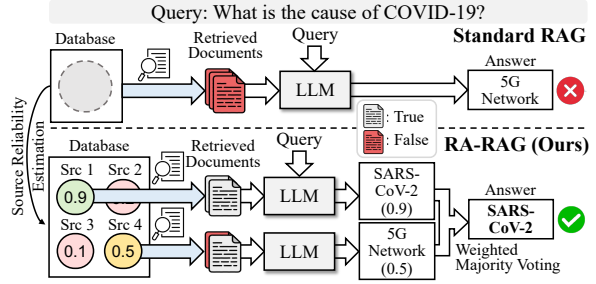 Query: What is the cause of COVID-19?
Standard RAG
Database
Retrieved
Documents
Query
LLM
Answer
5G
Network
: True
: False
Source Reliability
Estimation
RA-RAG (Ours)
Database
Src 1
Src 2
0.9
Src 3
Src 4
0.1
0.5
Retrieved
Documents
Query
LLM
LLM
SARS-
CoV-2
(0.9)
5G
Network
(0.5)
Answer
SARS-
CoV-2
Weighted
Majority Voting